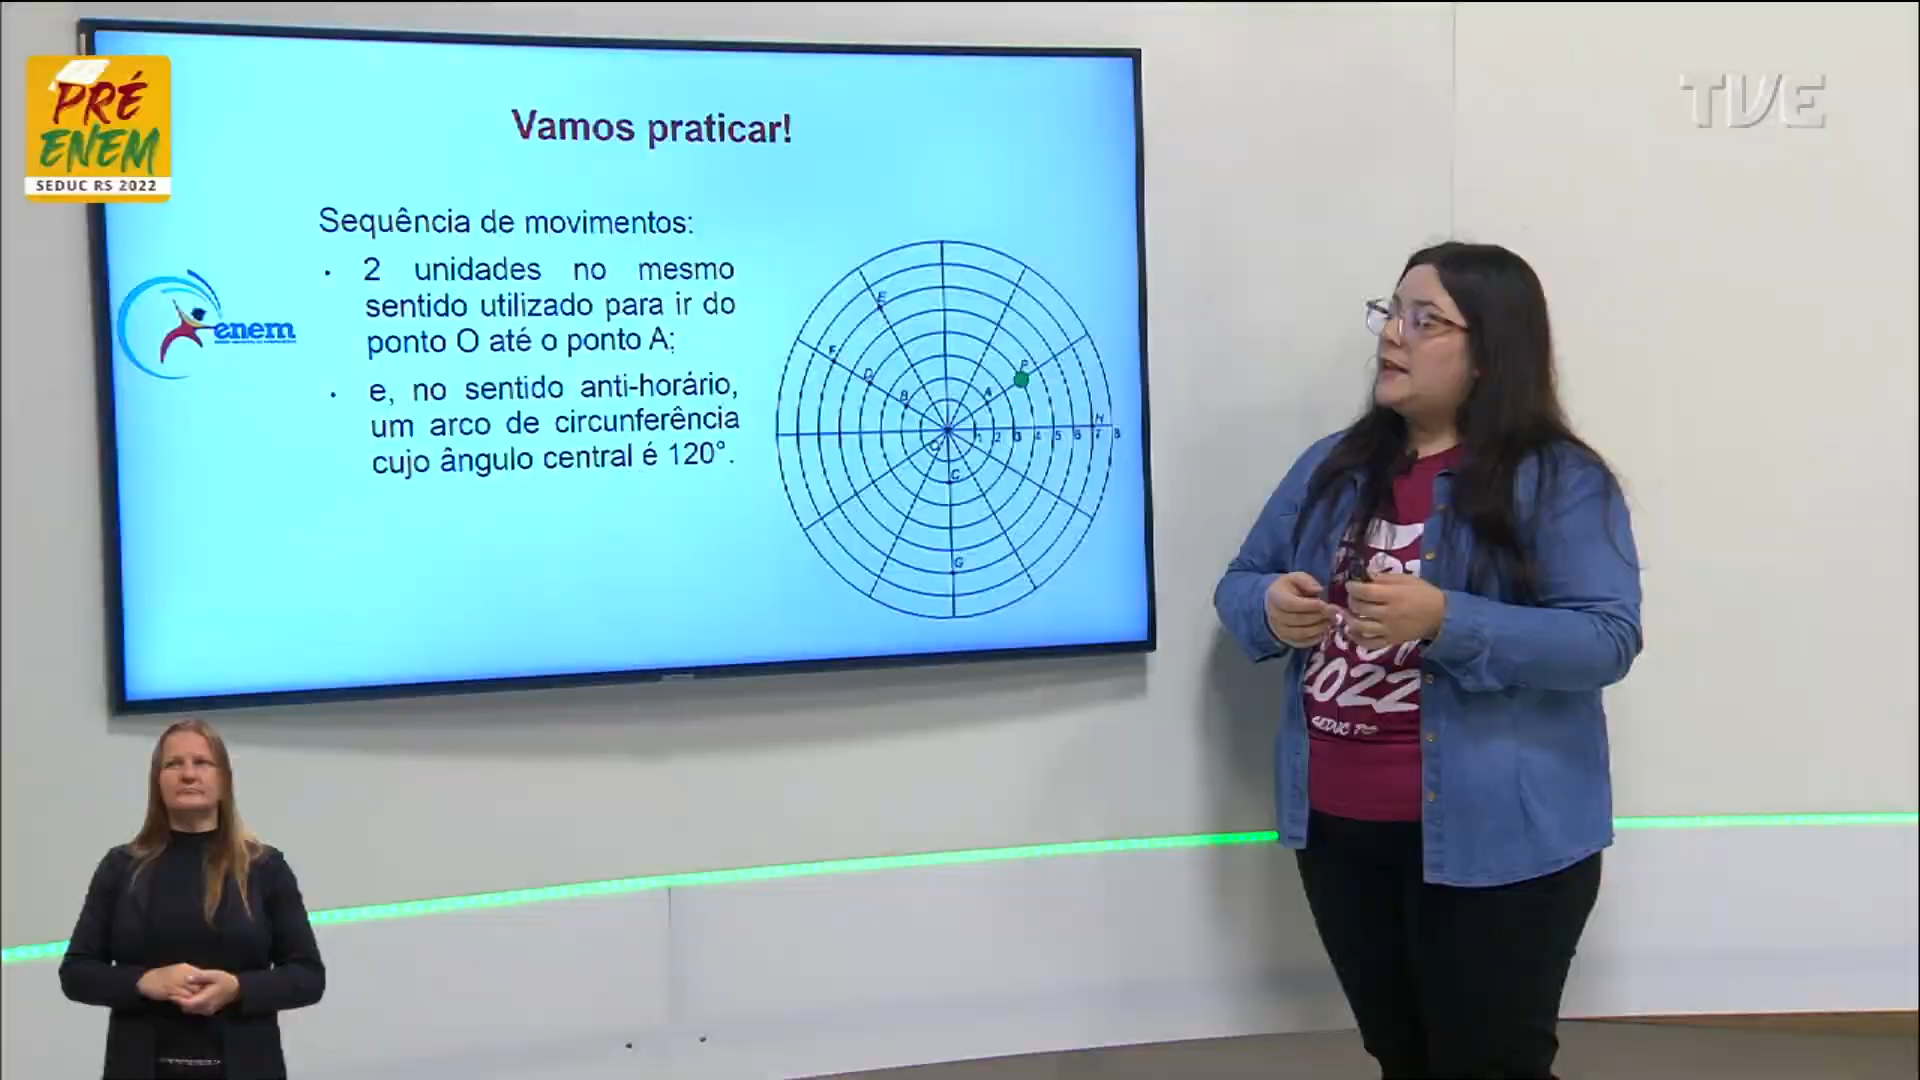 PRÉ
ENEM
SEDUC RS 2022
TVE
Vamos praticar!
Sequência de movimentos:
· 2 unidades no mesmo
sentido utilizado para ir do
ponto O até o ponto A;
· e, no sentido anti-horário,
um arco de circunferência
cujo ângulo central é 120°.
enem
E
F
P
D
B
A
H
O
1 2 3 4 5 6 7 8
C
G
2022
SEDUC RS